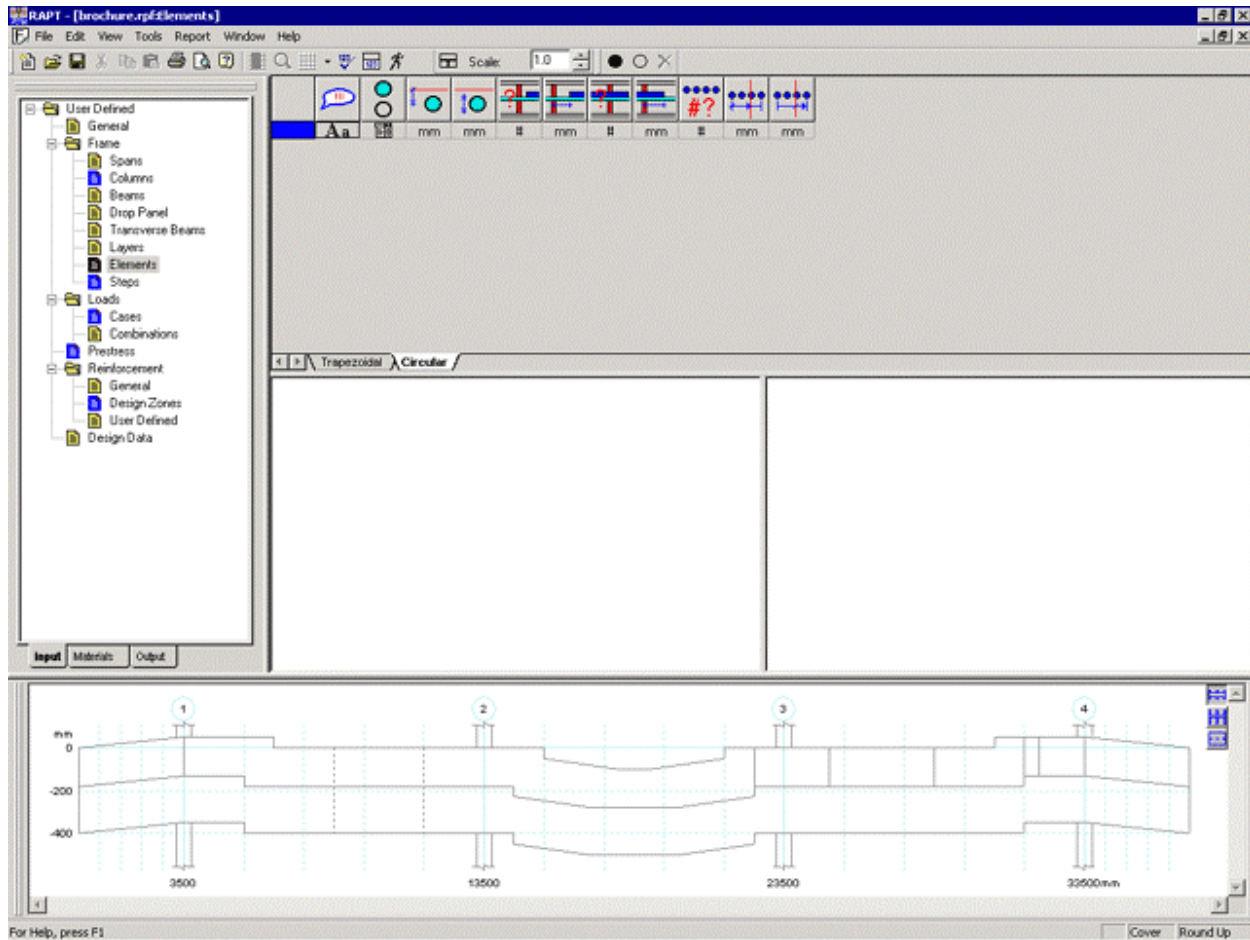 RAPT - [brochure.rpf:Elements]
File Edit View Tools Report Window Help
Scale: 1.0
User Defined
General
Frame
Spans
Columns
Beams
Drop Panel
Transverse Beams
Layers
Elements
Steps
Loads
Cases
Combinations
Prestress
Reinforcement
General
Design Zones
User Defined
Design Data
Input Materials Output
? ? #?
Aa mm mm # mm # mm # mm mm
Trapezoidal Circular
1 2 3 4
mm
0
-200
-400
3500 13500 23500 33500mm
For Help, press F1
Cover Round Up